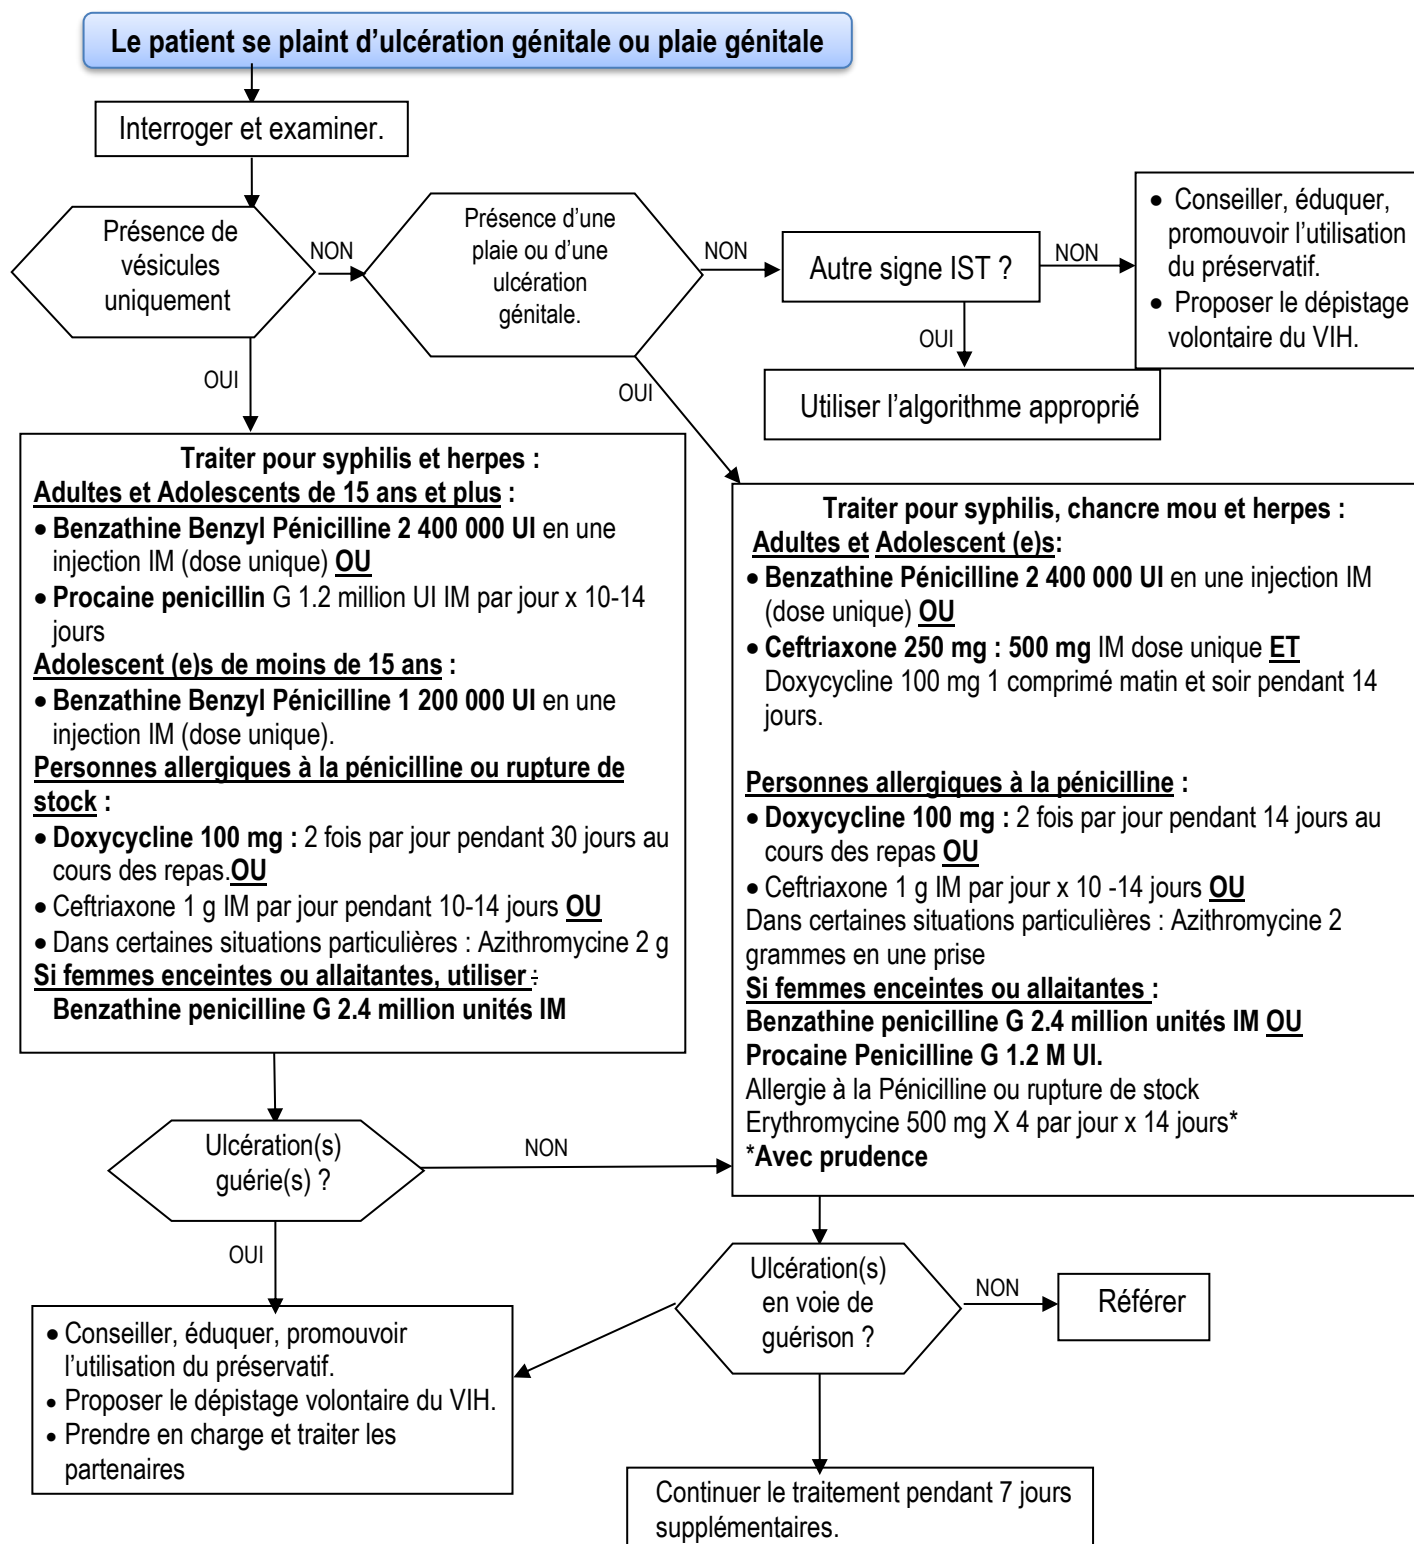 Le patient se plaint d'ulcération génitale ou plaie génitale
Interroger et examiner.
Présence de
vésicules
uniquement
NON
Présence d'une
plaie ou d'une
ulcération
génitale.
NON
Autre signe IST ?
NON
• Conseiller, éduquer,
promouvoir l'utilisation
du préservatif.
• Proposer le dépistage
volontaire du VIH.
OUI
OUI
OUI
Utiliser l'algorithme approprié
Traiter pour syphilis et herpes :
Adultes et Adolescents de 15 ans et plus :
• Benzathine Benzyl Pénicilline 2 400 000 UI en une
injection IM (dose unique) OU
• Procaine penicillin G 1.2 million UI IM par jour x 10-14
jours
Adolescent (e)s de moins de 15 ans :
• Benzathine Benzyl Pénicilline 1 200 000 UI en une
injection IM (dose unique).
Personnes allergiques à la pénicilline ou rupture de
stock :
• Doxycycline 100 mg : 2 fois par jour pendant 30 jours au
cours des repas.OU
• Ceftriaxone 1 g IM par jour pendant 10-14 jours OU
• Dans certaines situations particulières : Azithromycine 2 g
Si femmes enceintes ou allaitantes, utiliser :
Benzathine penicilline G 2.4 million unités IM
Traiter pour syphilis, chancre mou et herpes :
Adultes et Adolescent (e)s:
• Benzathine Pénicilline 2 400 000 UI en une injection IM
(dose unique) OU
• Ceftriaxone 250 mg : 500 mg IM dose unique ET
Doxycycline 100 mg 1 comprimé matin et soir pendant 14
jours.
Personnes allergiques à la pénicilline :
• Doxycycline 100 mg : 2 fois par jour pendant 14 jours au
cours des repas OU
• Ceftriaxone 1 g IM par jour x 10 -14 jours OU
Dans certaines situations particulières : Azithromycine 2
grammes en une prise
Si femmes enceintes ou allaitantes :
Benzathine penicilline G 2.4 million unités IM OU
Procaine Penicilline G 1.2 M UI.
Allergie à la Pénicilline ou rupture de stock
Erythromycine 500 mg X 4 par jour x 14 jours*
*Avec prudence
Ulcération(s)
guérie(s) ?
NON
OUI
Ulcération(s)
en voie de
guérison ?
NON
Référer
• Conseiller, éduquer, promouvoir
l'utilisation du préservatif.
• Proposer le dépistage volontaire du VIH.
• Prendre en charge et traiter les
partenaires
Continuer le traitement pendant 7 jours
supplémentaires.